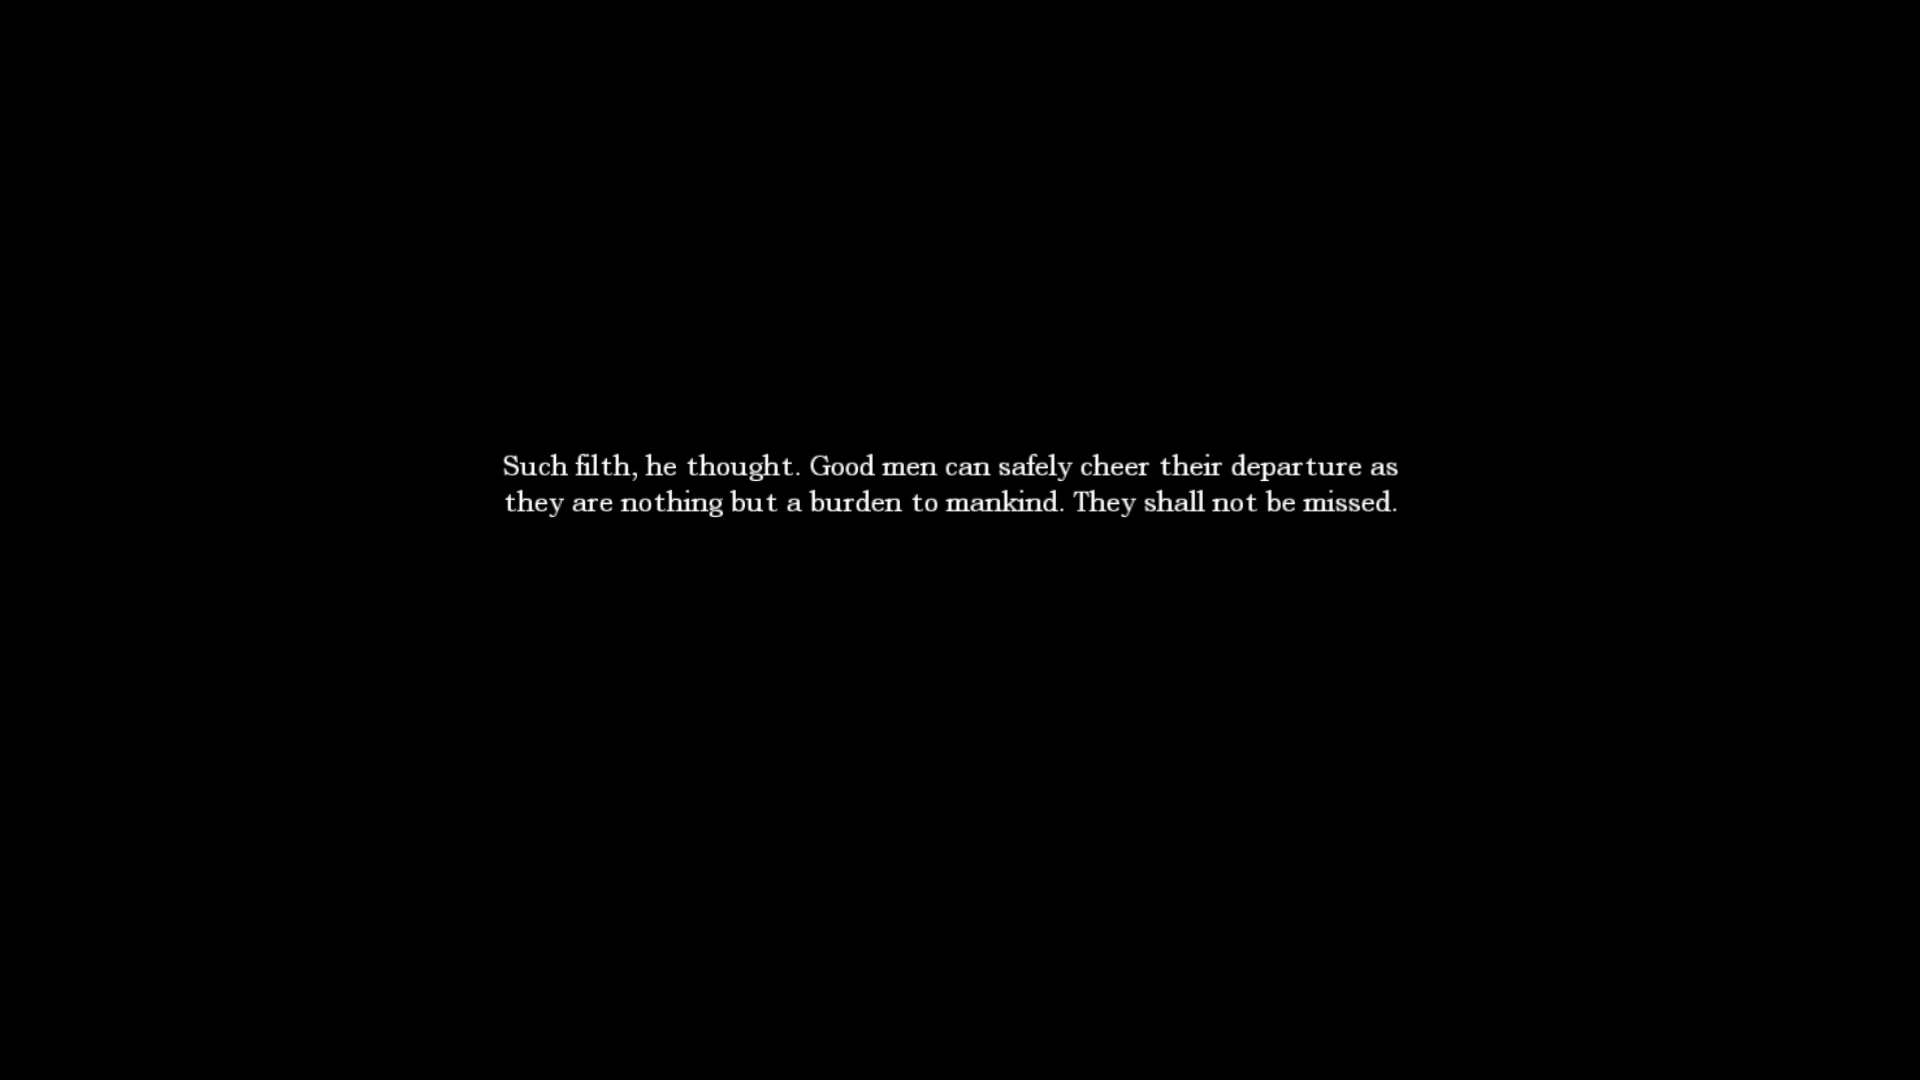 Such filth, he thought. Good men can safely cheer their departure as
they are nothing but a burden to mankind. They shall not be missed.